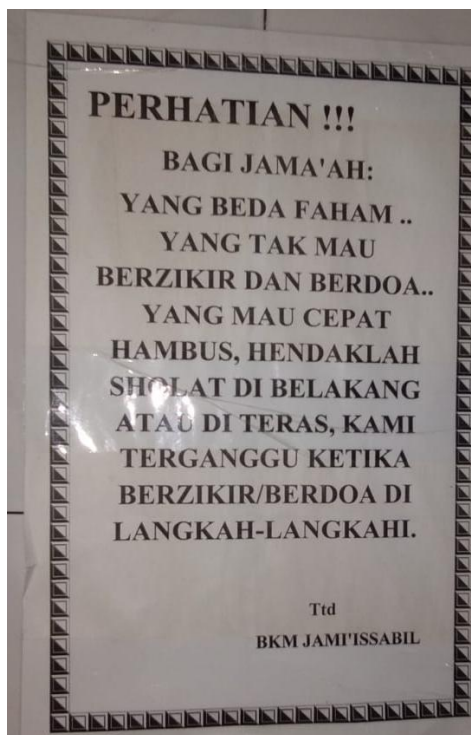 PERHATIAN !!!
BAGI JAMA'AH:
YANG BEDA FAHAM ..
YANG TAK MAU
BERZIKIR DAN BERDOA..
YANG MAU CEPAT
HAMBUS, HENDAKLAH
SHOLAT DI BELAKANG
ATAU DI TERAS, KAMI
TERGANGGU KETIKA
BERZIKIR/BERDOA DI
LANGKAH-LANGKAHI.
Ttd
BKM JAMI'ISSABIL